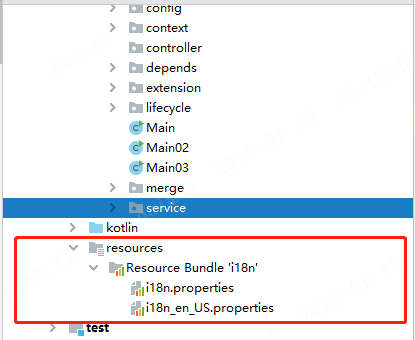 config
context
controller
depends
extension
lifecycle
Main
Main02
Main03
merge
service
kotlin
resources
Resource Bundle 'i18n'
i18n.properties
i18n_en_US.properties
test